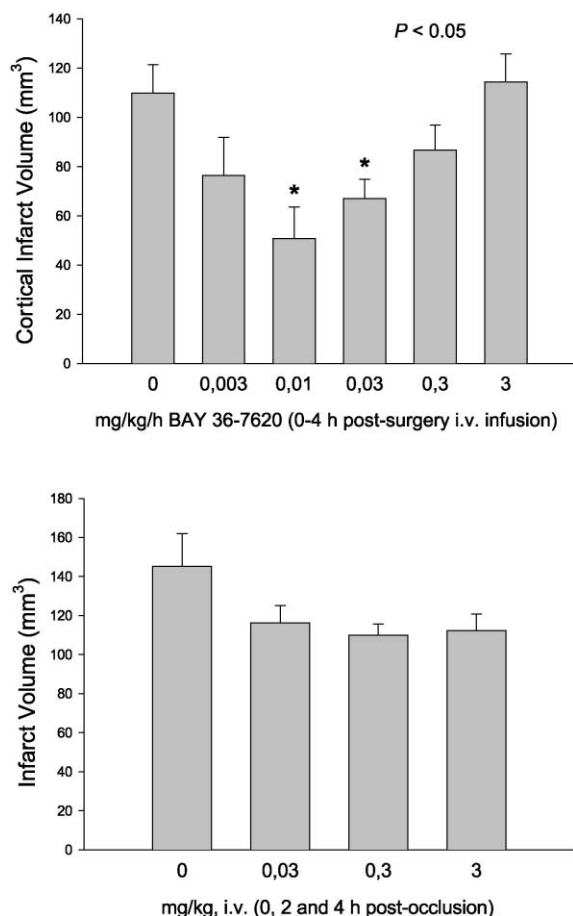 140
P < 0.05
120
100
80
60
40
20
0
Cortical Infarct Volume (mm³)
*
*
0 0,003 0,01 0,03 0,3 3
mg/kg/h BAY 36-7620 (0-4 h post-surgery i.v. infusion)
180
160
140
120
100
80
60
40
20
0
Infarct Volume (mm³)
0 0,03 0,3 3
mg/kg, i.v. (0, 2 and 4 h post-occlusion)